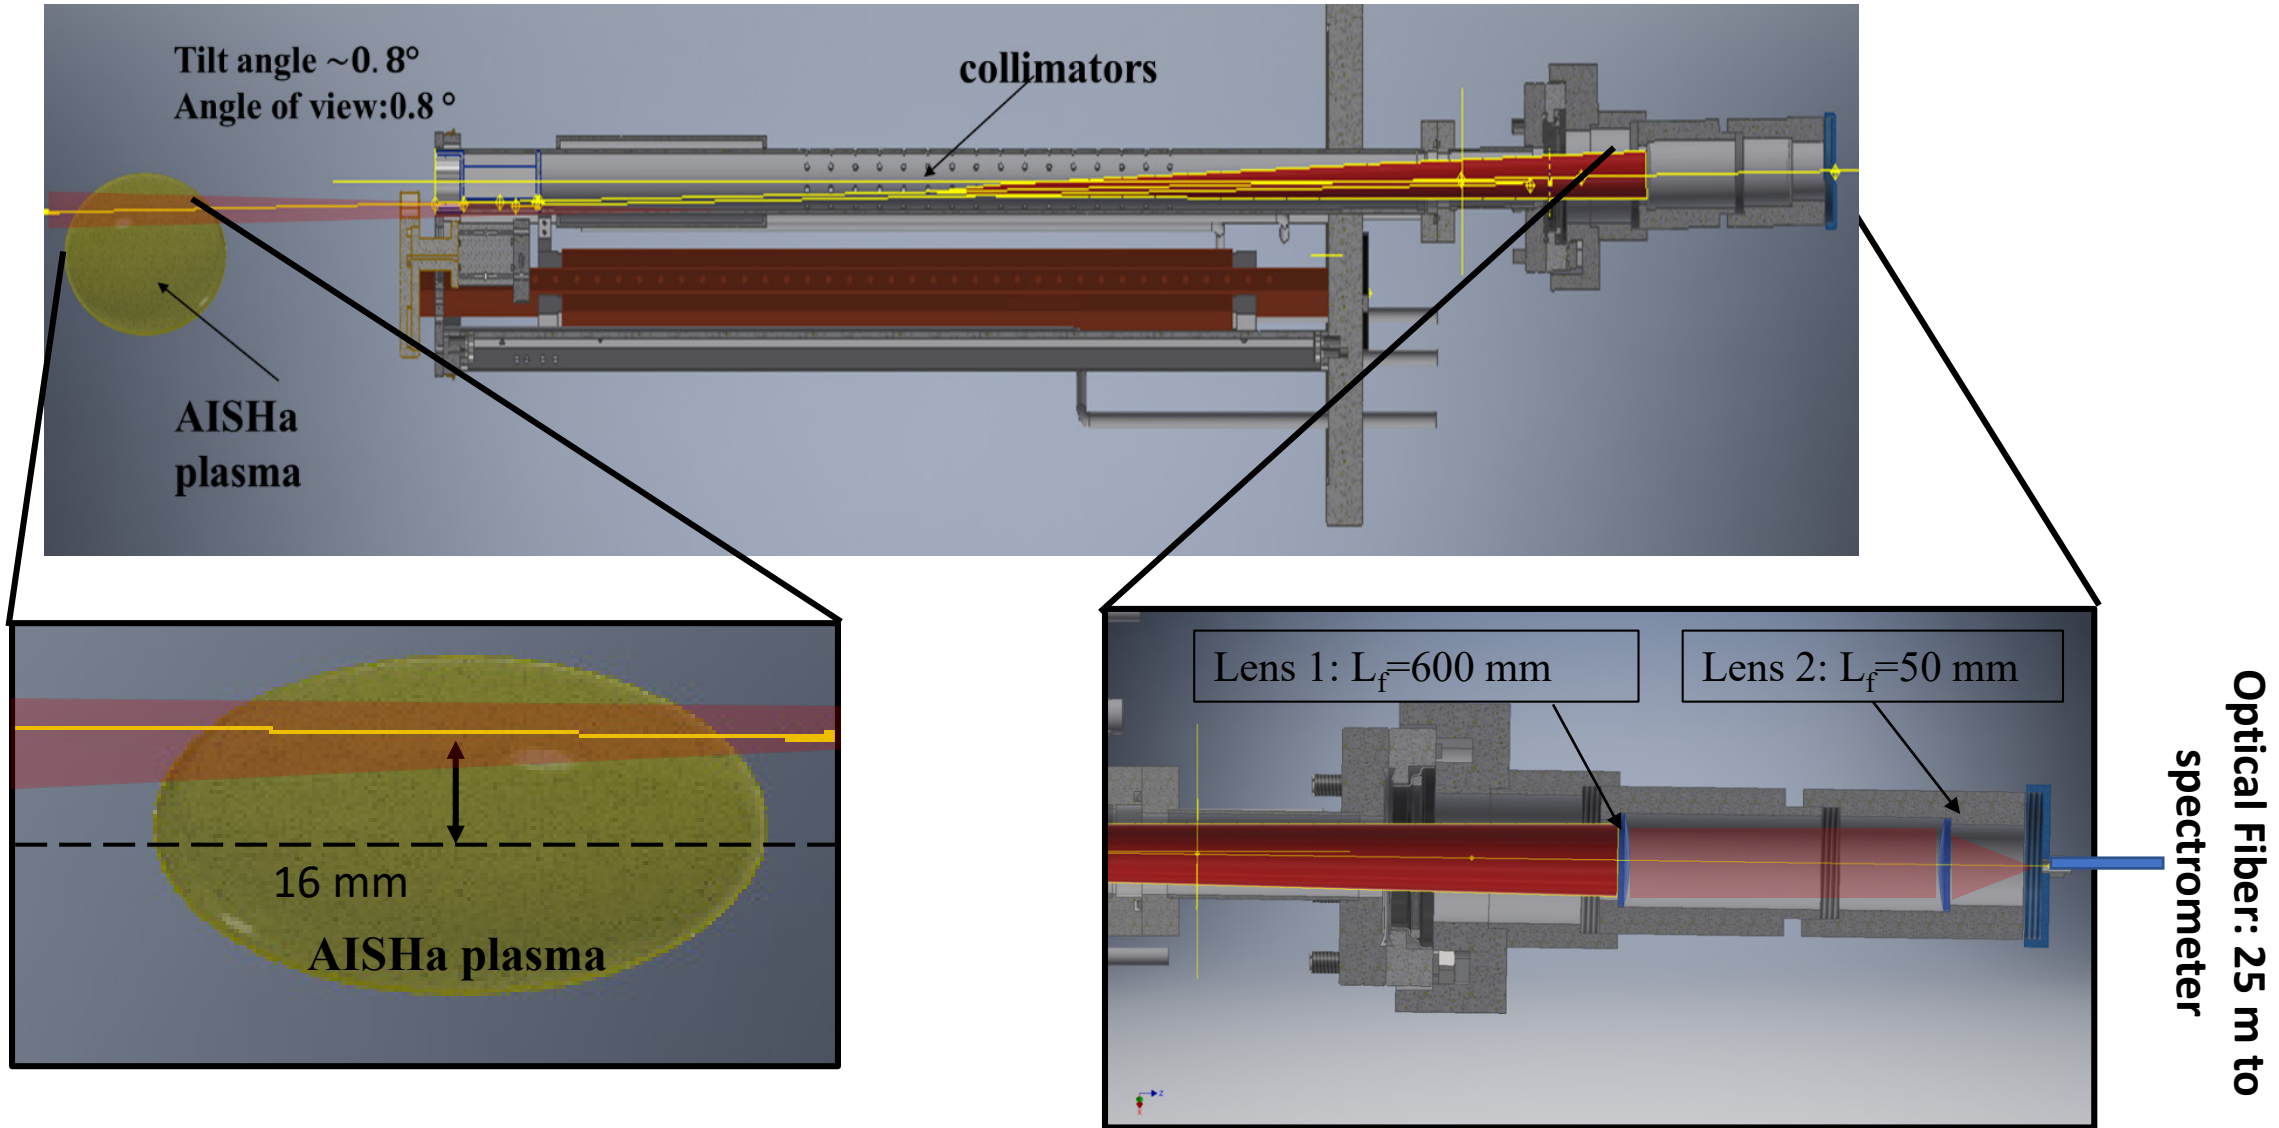 Tilt angle ~0.8°
Angle of view:0.8 °
collimators
AISHa
plasma
16 mm
AISHa plasma
Lens 1: Lf=600 mm
Lens 2: Lf=50 mm
Optical Fiber: 25 m to
spectrometer
z
x